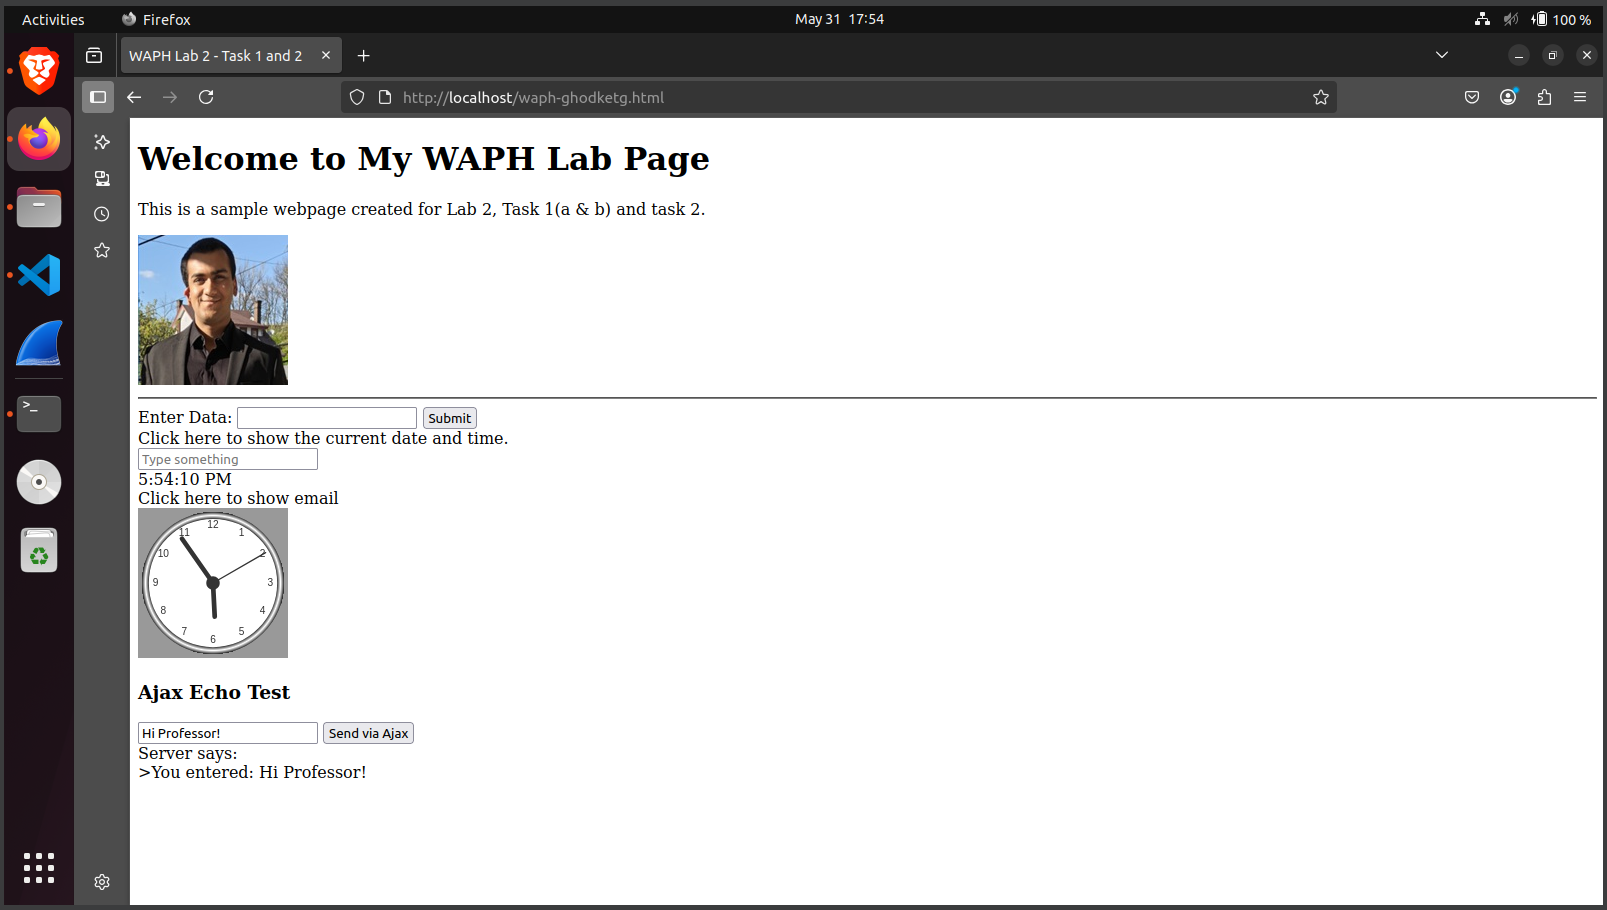 Activities Firefox May 31 17:54 100 %
WAPH Lab 2 - Task 1 and 2
http://localhost/waph-ghodketg.html
Welcome to My WAPH Lab Page
This is a sample webpage created for Lab 2, Task 1(a & b) and task 2.
Enter Data: Submit
Click here to show the current date and time.
Type something
5:54:10 PM
Click here to show email
12
11 1
10 2
9 3
8 4
7 5
6
Ajax Echo Test
Hi Professor! Send via Ajax
Server says:
>You entered: Hi Professor!